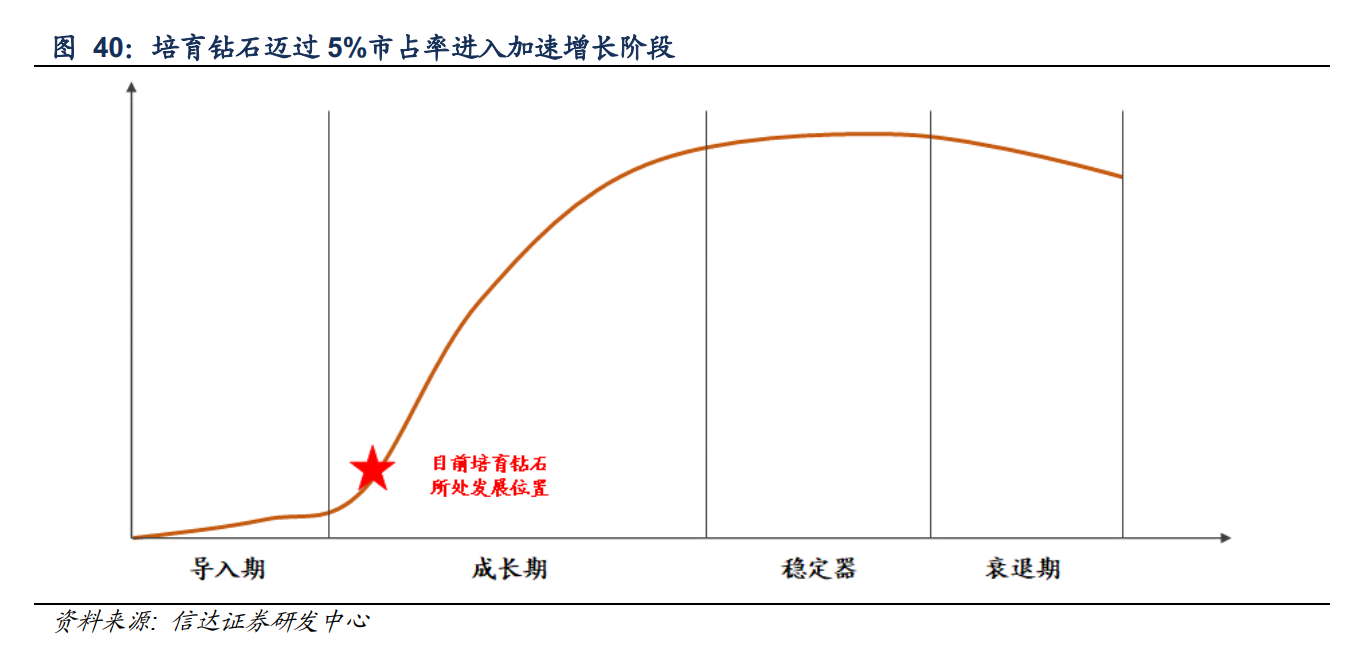 图 40：培育钻石迈过 5%市占率进入加速增长阶段
目前培育钻石
所处发展位置
导入期 成长期 稳定器 衰退期
资料来源：信达证券研发中心